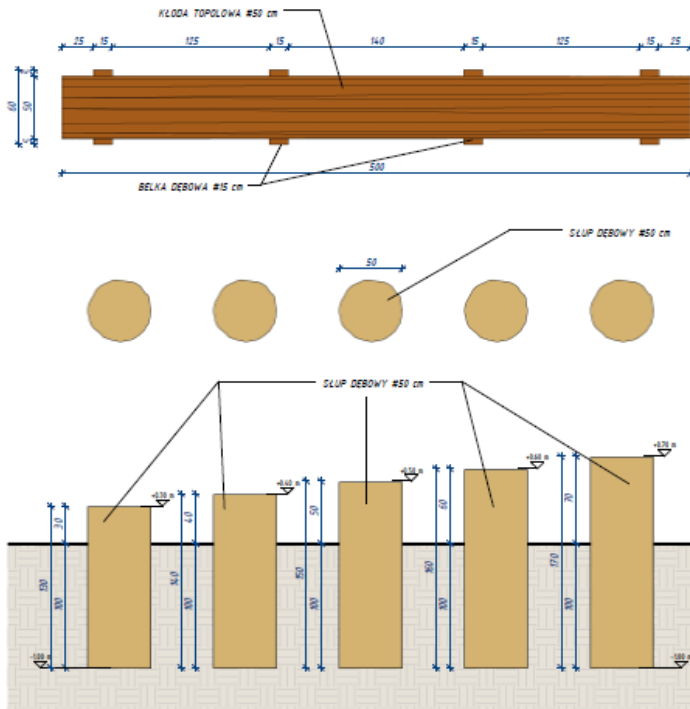 KŁODA TOPOLOWA #50 cm
25 15 125 15 140 15 125 15 25
5
60 50
5
500
BELKA DĘBOWA #15 cm
SŁUP DĘBOWY #50 cm
50
SŁUP DĘBOWY #50 cm
+0.70 m
+0.60 m
+0.50 m
+0.40 m
+0.30 m
30 40 50 60 70
130 100 140 100 150 100 160 100 170 100
-1.00 m -1.00 m